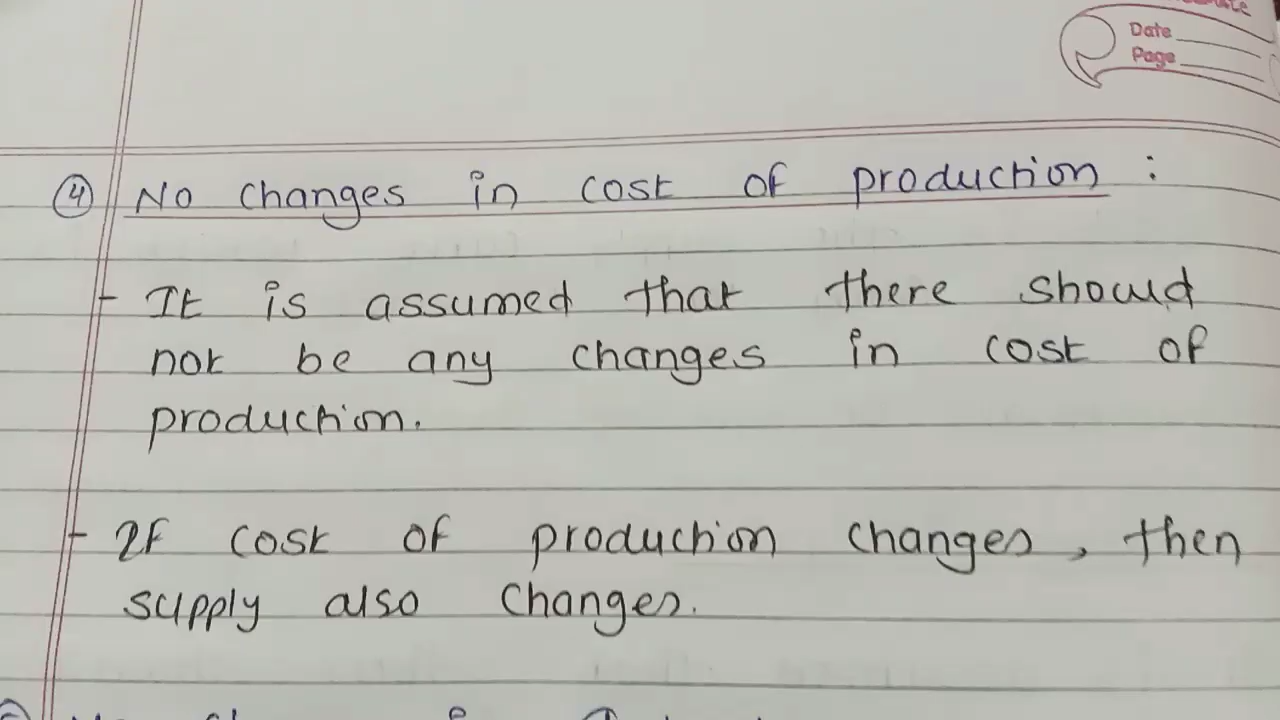 Date
Page
④ No changes in cost of production :
- It is assumed that there should
not be any changes in cost of
production.
- If cost of production changes, then
supply also changes.